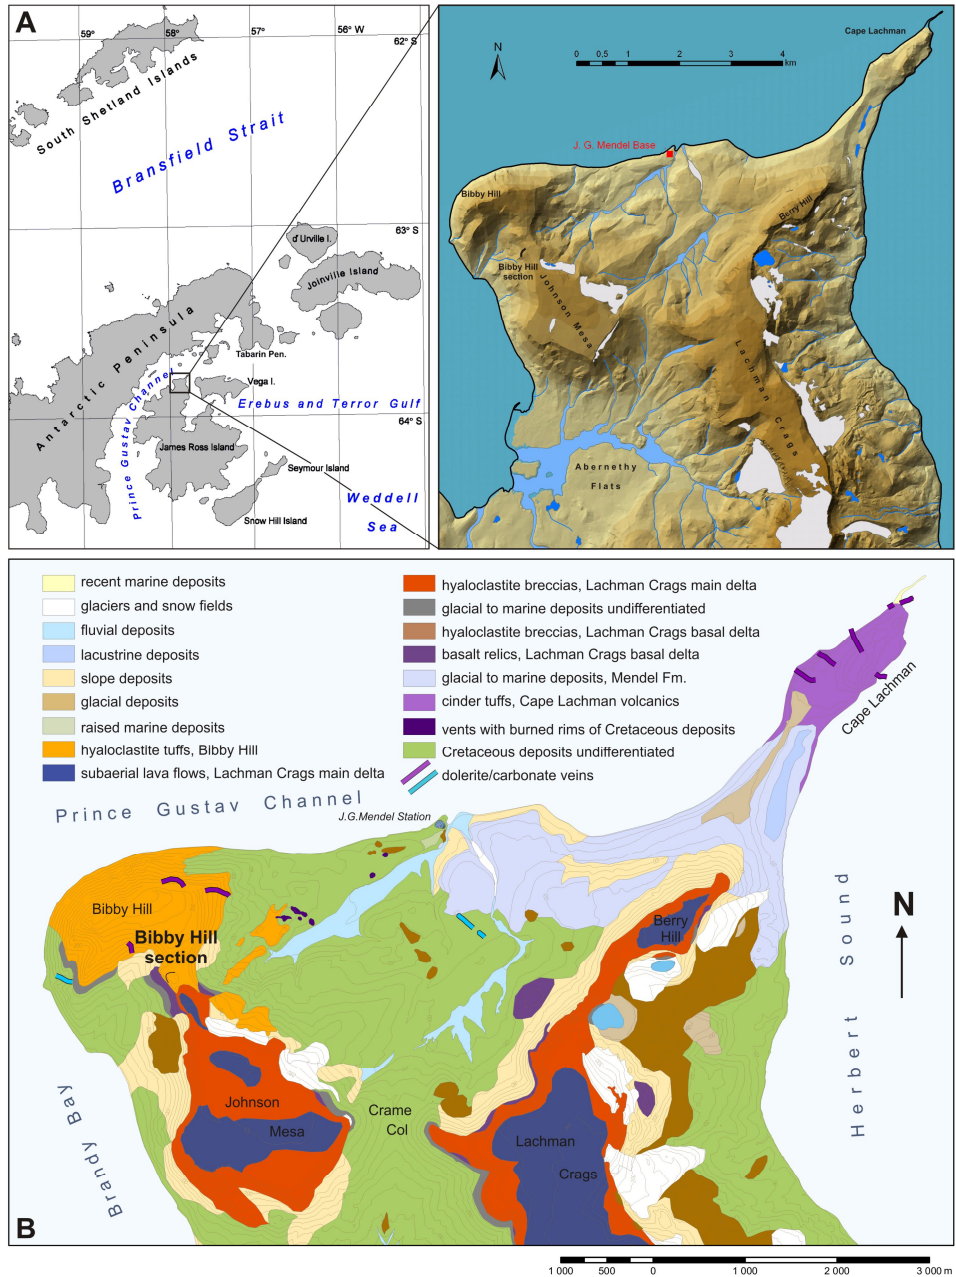 A
59°
58°
57°
56° W
62° S
South Shetland Islands
Bransfield Strait
63° S
d'Urville I.
Joinville Island
Antarctic Peninsula
Tabarin Pen.
Vega I.
Prince Gustav Channel
Erebus and Terror Gulf
64° S
James Ross Island
Seymour Island
Weddell
Sea
Snow Hill Island
Cape Lachman
N
0 0.5 1 2 3 4
km
J. G. Mendel Base
Bibby Hill
Berry Hill
Bibby Hill
section
Johnson Mesa
Lachman Crags
Abernethy
Flats
recent marine deposits
glaciers and snow fields
fluvial deposits
lacustrine deposits
slope deposits
glacial deposits
raised marine deposits
hyaloclastite tuffs, Bibby Hill
subaerial lava flows, Lachman Crags main delta
hyaloclastite breccias, Lachman Crags main delta
glacial to marine deposits undifferentiated
hyaloclastite breccias, Lachman Crags basal delta
basalt relics, Lachman Crags basal delta
glacial to marine deposits, Mendel Fm.
cinder tuffs, Cape Lachman volcanics
vents with burned rims of Cretaceous deposits
Cretaceous deposits undifferentiated
dolerite/carbonate veins
Cape Lachman
Prince Gustav Channel
J.G.Mendel Station
Bibby Hill
Bibby Hill
section
Berry
Hill
N
Herbert Sound
Johnson
Mesa
Crame
Col
Lachman
Crags
Brandy Bay
B
1 000 500 0 1 000 2 000 3 000 m